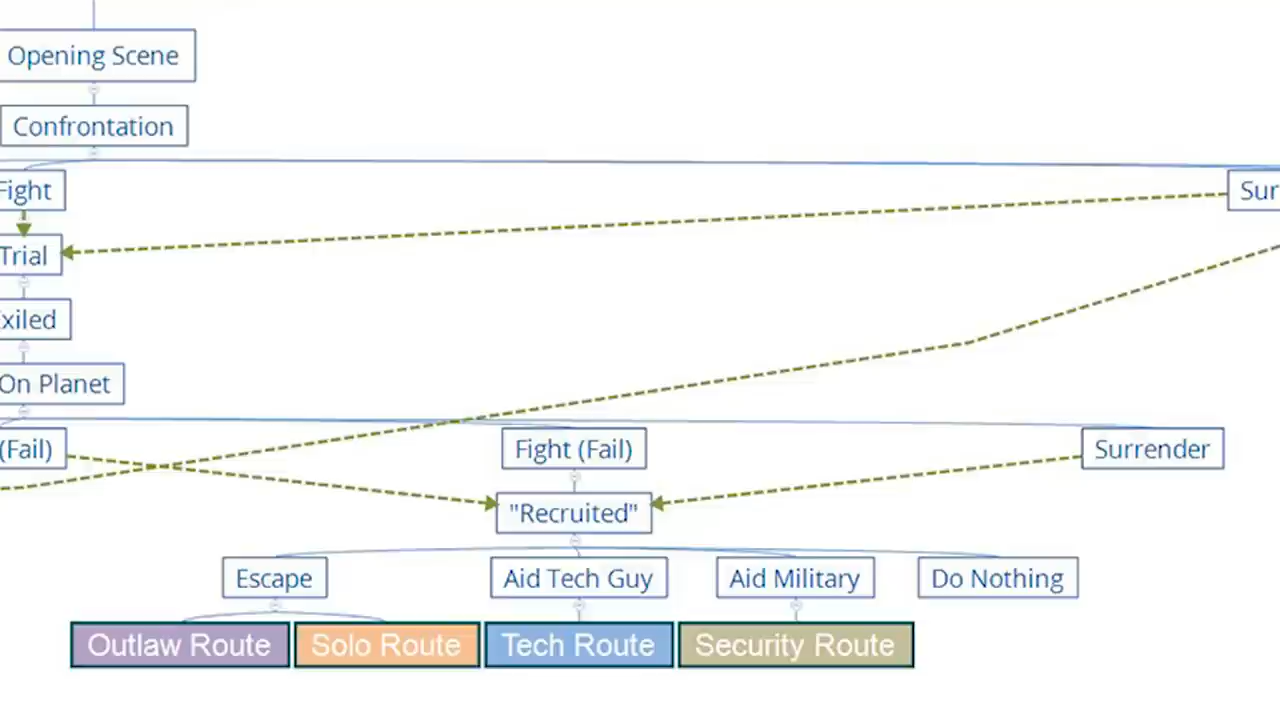 Opening Scene
Confrontation
Fight
Sur
Trial
xiled
On Planet
(Fail)
Fight (Fail)
Surrender
"Recruited"
Escape
Aid Tech Guy
Aid Military
Do Nothing
Outlaw Route
Solo Route
Tech Route
Security Route